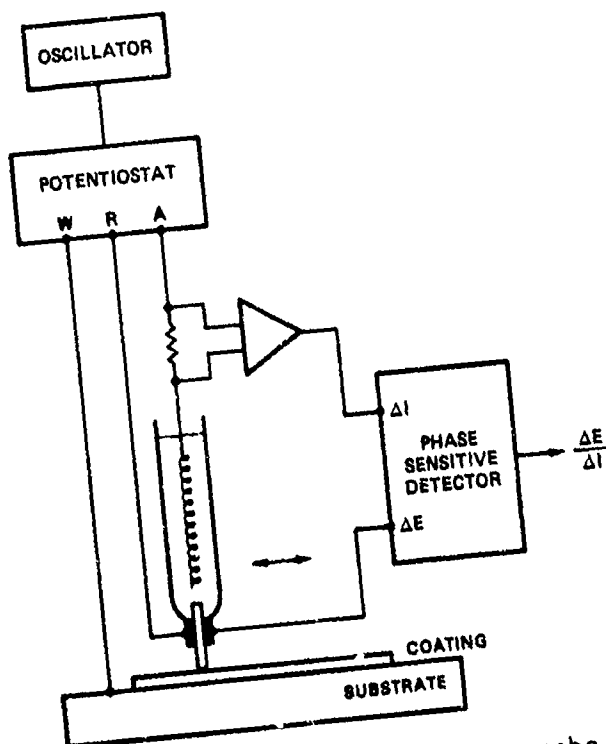 OSCILLATOR
POTENTIOSTAT
W R A
ΔI
PHASE
SENSITIVE
DETECTOR
ΔE
ΔI
ΔE
COATING
SUBSTRATE